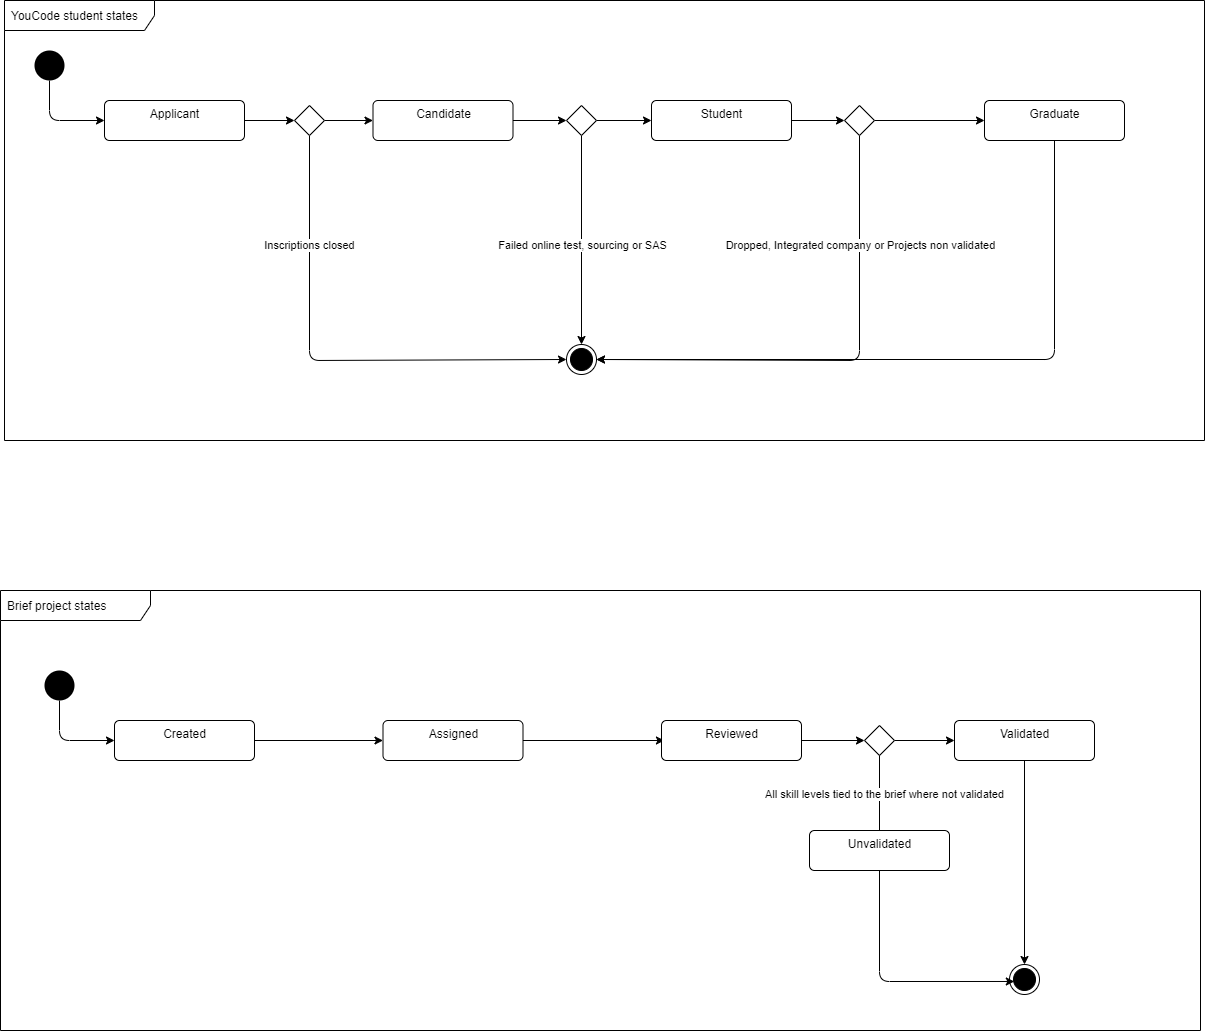 YouCode student states
Applicant
Candidate
Student
Graduate
Inscriptions closed
Failed online test, sourcing or SAS
Dropped, Integrated company or Projects non validated
Brief project states
Created
Assigned
Reviewed
Validated
All skill levels tied to the brief where not validated
Unvalidated